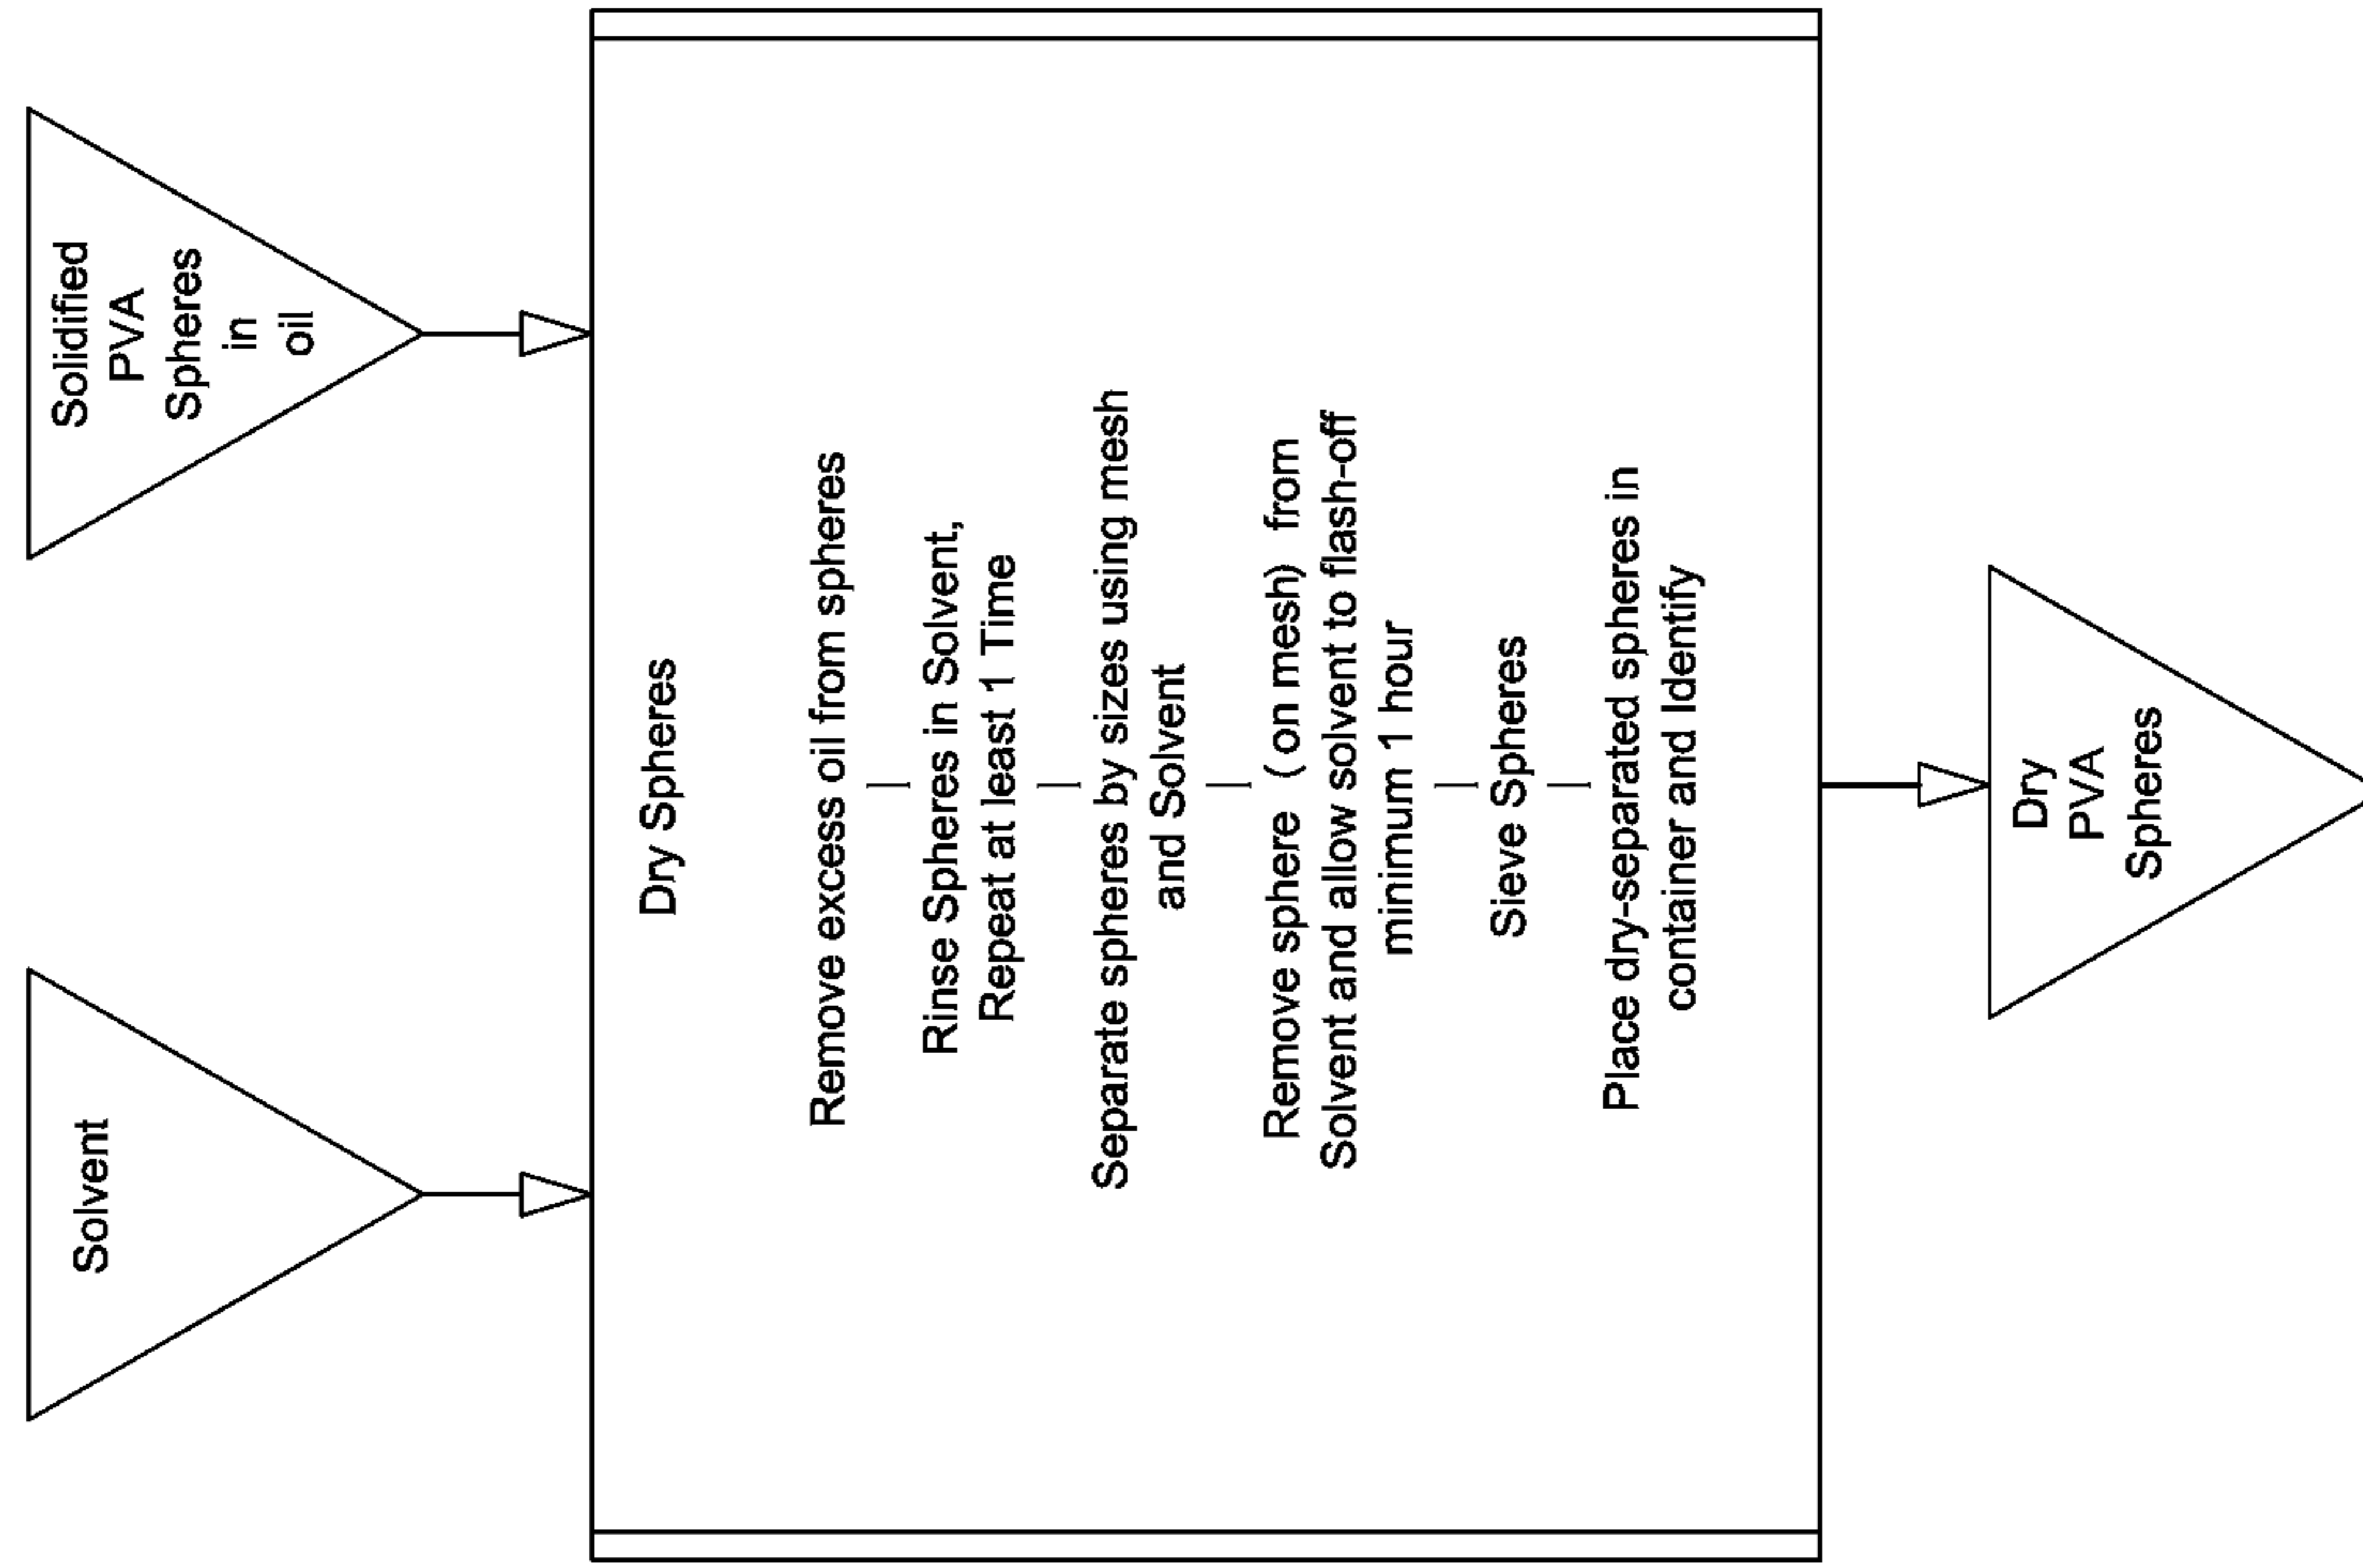 Solvent
Solidified
PVA
Spheres
in
oil
Dry Spheres
Remove excess oil from spheres
Rinse Spheres in Solvent,
Repeat at least 1 Time
Separate spheres by sizes using mesh
and Solvent
Remove sphere (on mesh) from
Solvent and allow solvent to flash-off
minimum 1 hour
Sieve Spheres
Place dry-separated spheres in
container and Identify
Dry
PVA
Spheres